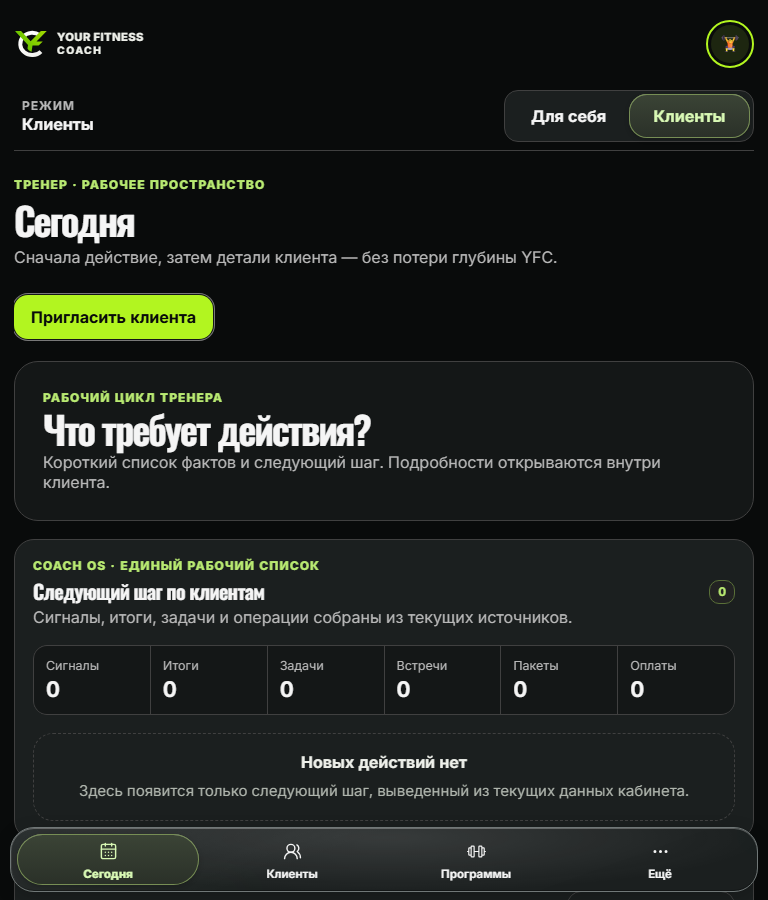 YOUR FITNESS
COACH
РЕЖИМ
Клиенты
Для себя
Клиенты
ТРЕНЕР · РАБОЧЕЕ ПРОСТРАНСТВО
Сегодня
Сначала действие, затем детали клиента — без потери глубины YFC.
Пригласить клиента
РАБОЧИЙ ЦИКЛ ТРЕНЕРА
Что требует действия?
Короткий список фактов и следующий шаг. Подробности открываются внутри
клиента.
COACH OS · ЕДИНЫЙ РАБОЧИЙ СПИСОК
Следующий шаг по клиентам
0
Сигналы, итоги, задачи и операции собраны из текущих источников.
Сигналы
0
Итоги
0
Задачи
0
Встречи
0
Пакеты
0
Оплаты
0
Новых действий нет
Здесь появится только следующий шаг, выведенный из текущих данных кабинета.
Сегодня
Клиенты
Программы
Ещё